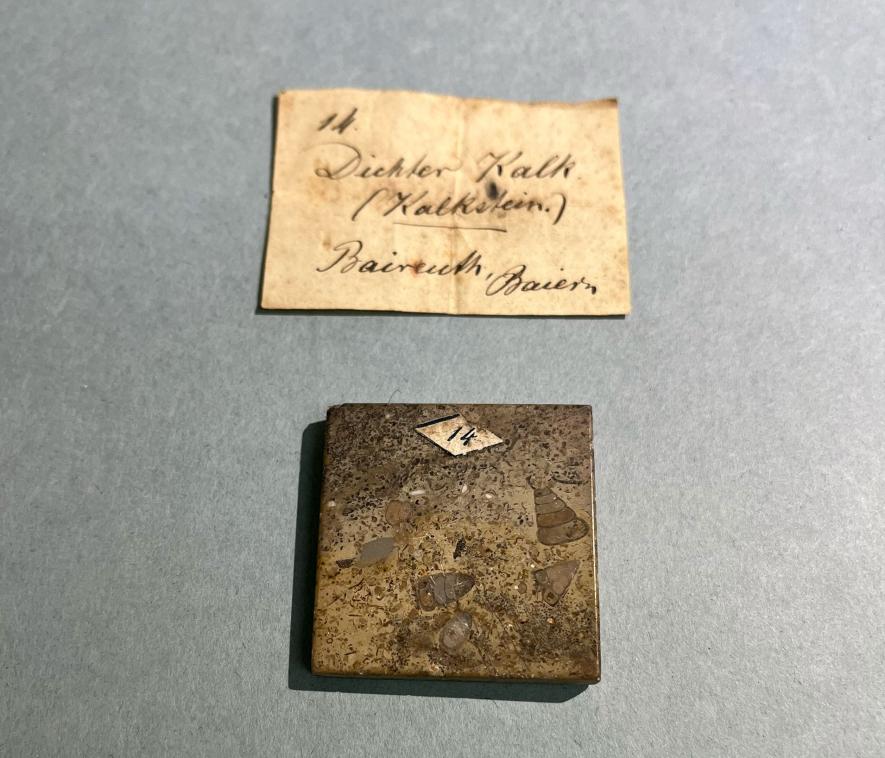 14.
Dichter Kalk.
(Kalkstein.)
Baireuth, Baiern
14